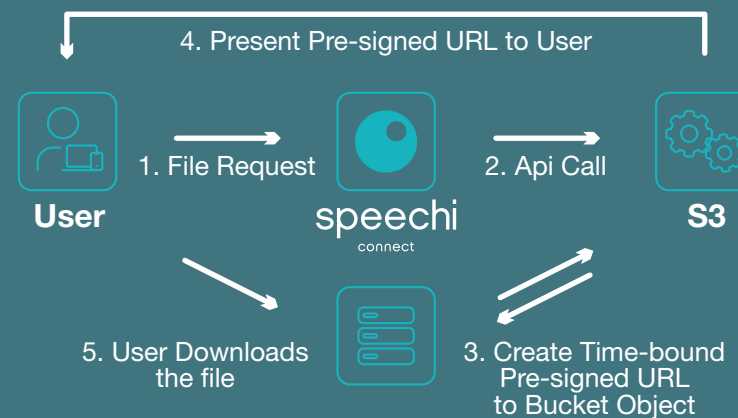 4. Present Pre-signed URL to User
1. File Request
2. Api Call
User
speechi
connect
S3
5. User Downloads
the file
3. Create Time-bound
Pre-signed URL
to Bucket Object